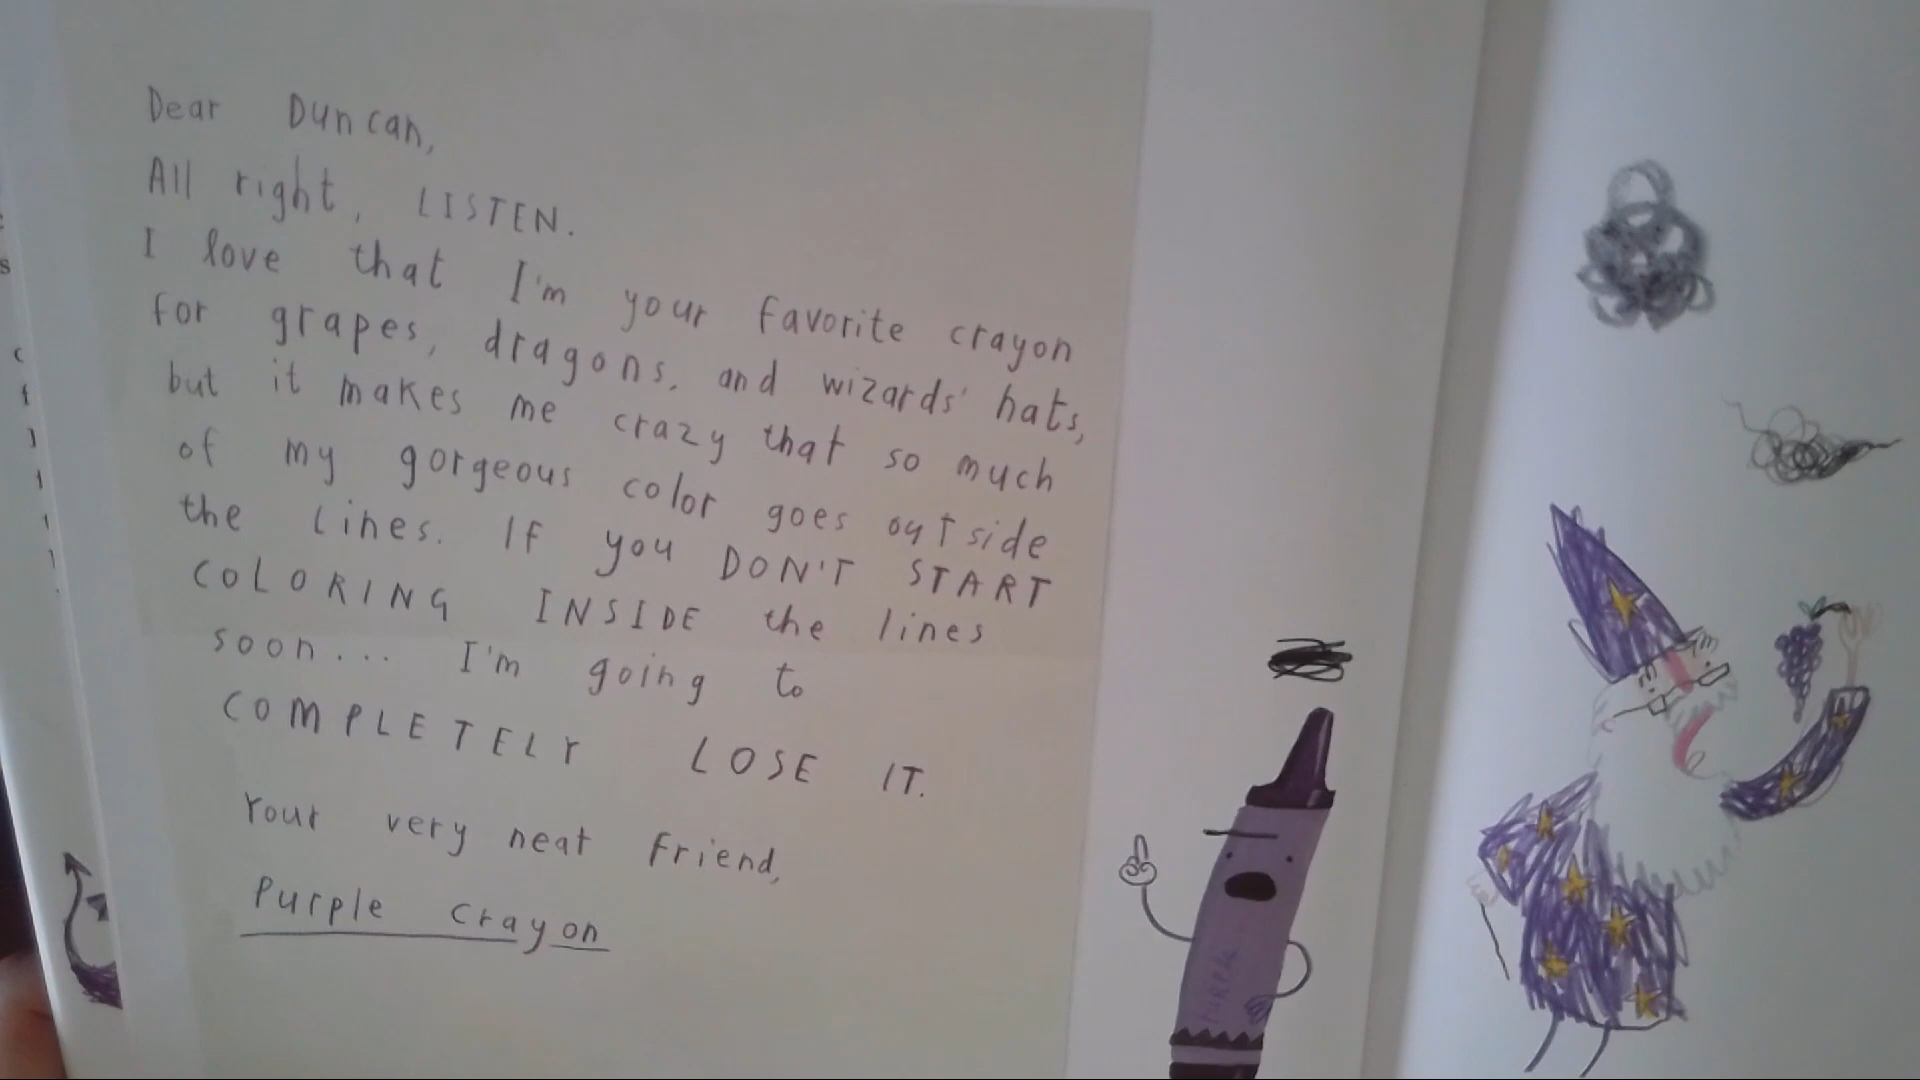 Dear Duncan,
All right, LISTEN.
I love that I'm your favorite crayon
for grapes, dragons, and wizards' hats,
but it makes me crazy that so much
of my gorgeous color goes outside
the lines. If you DON'T START
COLORING INSIDE the lines
soon... I'm going to
COMPLETELY LOSE IT.
Your very neat friend,
Purple Crayon
PURPLE